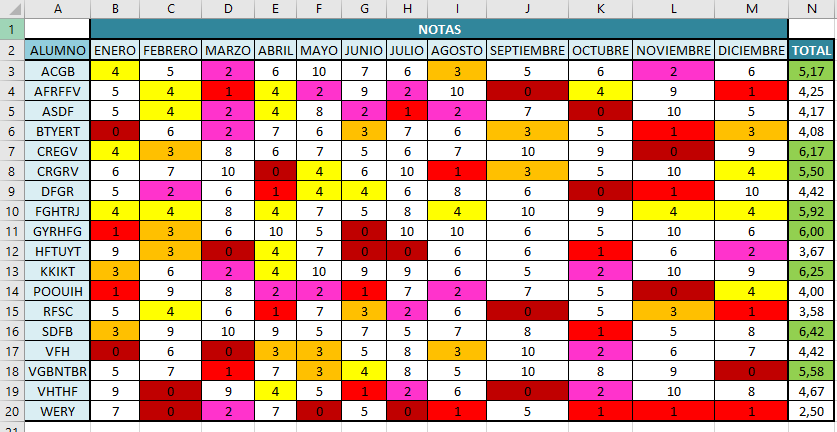 A B C D E F G H I J K L M N
1 NOTAS
2 ALUMNO ENERO FEBRERO MARZO ABRIL MAYO JUNIO JULIO AGOSTO SEPTIEMBRE OCTUBRE NOVIEMBRE DICIEMBRE TOTAL
3 ACGB 4 5 2 6 10 7 6 3 5 6 2 6 5,17
4 AFRFFV 5 4 1 4 2 9 2 10 0 4 9 1 4,25
5 ASDF 5 4 2 4 8 2 1 2 7 0 10 5 4,17
6 BTYERT 0 6 2 7 6 3 7 6 3 5 1 3 4,08
7 CREGV 4 3 8 6 7 5 6 7 10 9 0 9 6,17
8 CRGRV 6 7 10 0 4 6 10 1 3 5 10 4 5,50
9 DFGR 5 2 6 1 4 4 6 8 6 0 1 10 4,42
10 FGHTRJ 4 4 8 4 7 5 8 4 10 9 4 4 5,92
11 GYRHFG 1 3 6 10 5 0 10 10 6 5 10 6 6,00
12 HFTUYT 9 3 0 4 7 0 0 6 6 1 6 2 3,67
13 KKIKT 3 6 2 4 10 9 9 6 5 2 10 9 6,25
14 POOUIH 1 9 8 2 2 1 7 2 7 5 0 4 4,00
15 RFSC 5 4 6 1 7 3 2 6 0 5 3 1 3,58
16 SDFB 3 9 10 9 5 7 5 7 8 1 5 8 6,42
17 VFH 0 6 0 3 3 5 8 3 10 2 6 7 4,42
18 VGBNTBR 5 7 1 7 3 4 8 5 10 8 9 0 5,58
19 VHTHF 9 0 9 4 5 1 2 6 0 2 10 8 4,67
20 WERY 7 0 2 7 0 5 0 1 5 1 1 1 2,50